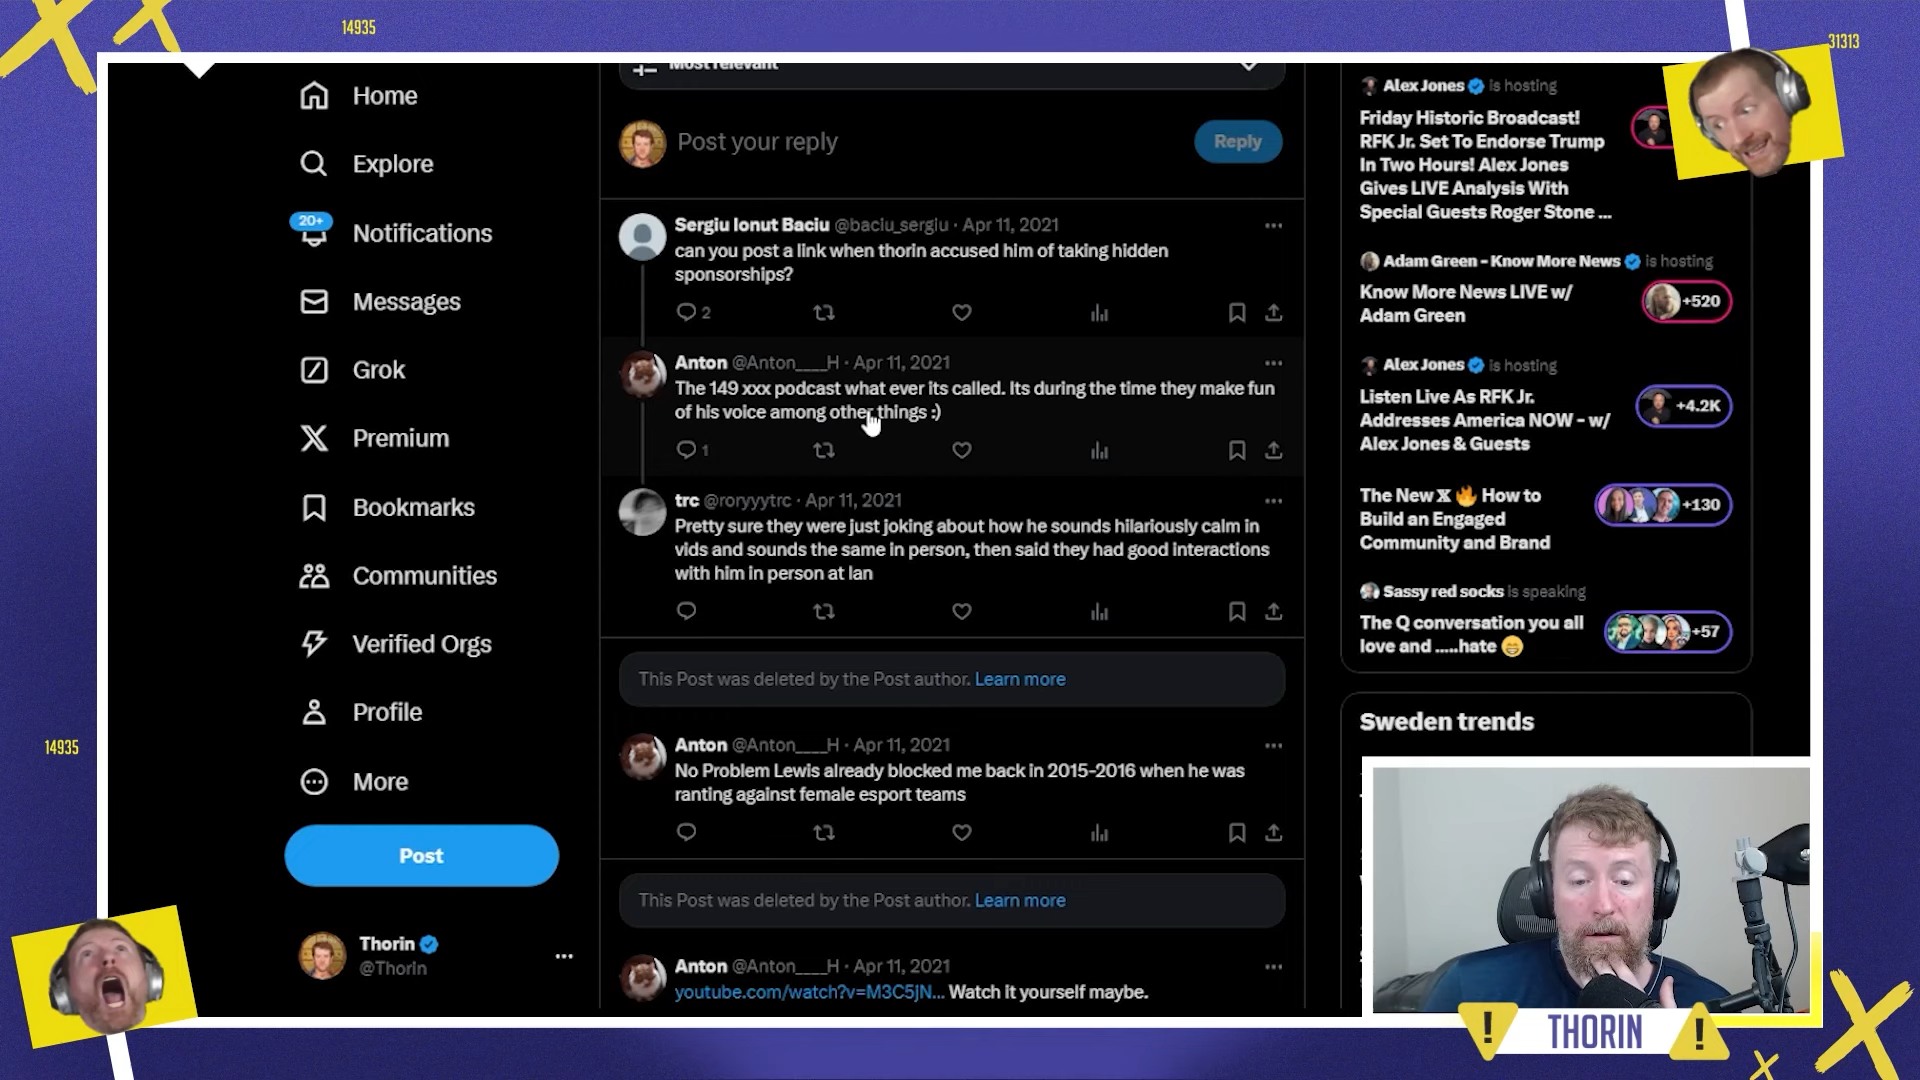 14935
31313
Home
Explore
20+
Notifications
Messages
Grok
Premium
Bookmarks
Communities
Verified Orgs
Profile
More
Post
Thorin
@Thorin
Most relevant
Post your reply
Reply
Sergiu Ionut Baciu @baciu_sergiu · Apr 11, 2021
can you post a link when thorin accused him of taking hidden
sponsorships?
2
Anton @Anton____H · Apr 11, 2021
The 149 xxx podcast what ever its called. Its during the time they make fun
of his voice among other things :)
1
trc @roryyytrc · Apr 11, 2021
Pretty sure they were just joking about how he sounds hilariously calm in
vids and sounds the same in person, then said they had good interactions
with him in person at lan
This Post was deleted by the Post author. Learn more
Anton @Anton____H · Apr 11, 2021
No Problem Lewis already blocked me back in 2015-2016 when he was
ranting against female esport teams
This Post was deleted by the Post author. Learn more
Anton @Anton____H · Apr 11, 2021
youtube.com/watch?v=M3C5jN... Watch it yourself maybe.
Alex Jones is hosting
Friday Historic Broadcast!
RFK Jr. Set To Endorse Trump
In Two Hours! Alex Jones
Gives LIVE Analysis With
Special Guests Roger Stone ...
Adam Green - Know More News is hosting
Know More News LIVE w/
Adam Green
+520
Alex Jones is hosting
Listen Live As RFK Jr.
Addresses America NOW - w/
Alex Jones & Guests
+4.2K
The New 𝕏 🔥 How to
Build an Engaged
Community and Brand
+130
Sassy red socks is speaking
The Q conversation you all
love and .....hate 😁
+57
Sweden trends
14935
THORIN